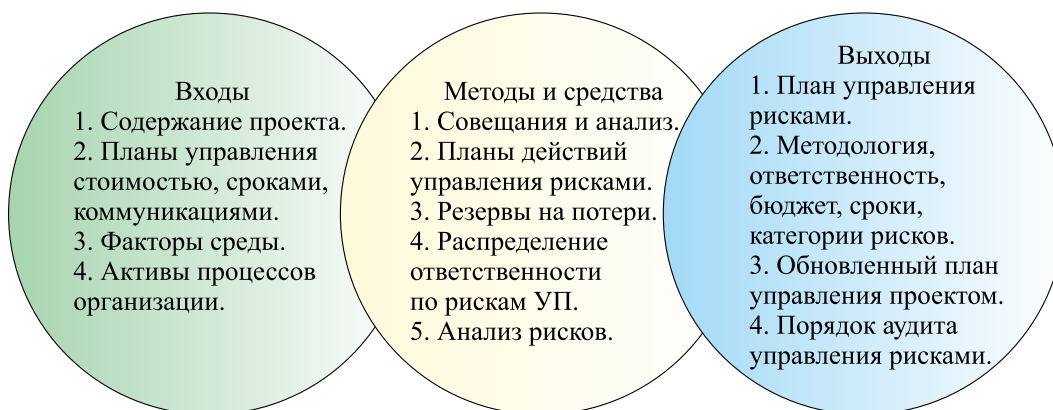 Входы
1. Содержание проекта.
2. Планы управления
стоимостью, сроками,
коммуникациями.
3. Факторы среды.
4. Активы процессов
организации.
Методы и средства
1. Совещания и анализ.
2. Планы действий
управления рисками.
3. Резервы на потери.
4. Распределение
ответственности
по рискам УП.
5. Анализ рисков.
Выходы
1. План управления
рисками.
2. Методология,
ответственность,
бюджет, сроки,
категории рисков.
3. Обновленный план
управления проектом.
4. Порядок аудита
управления рисками.